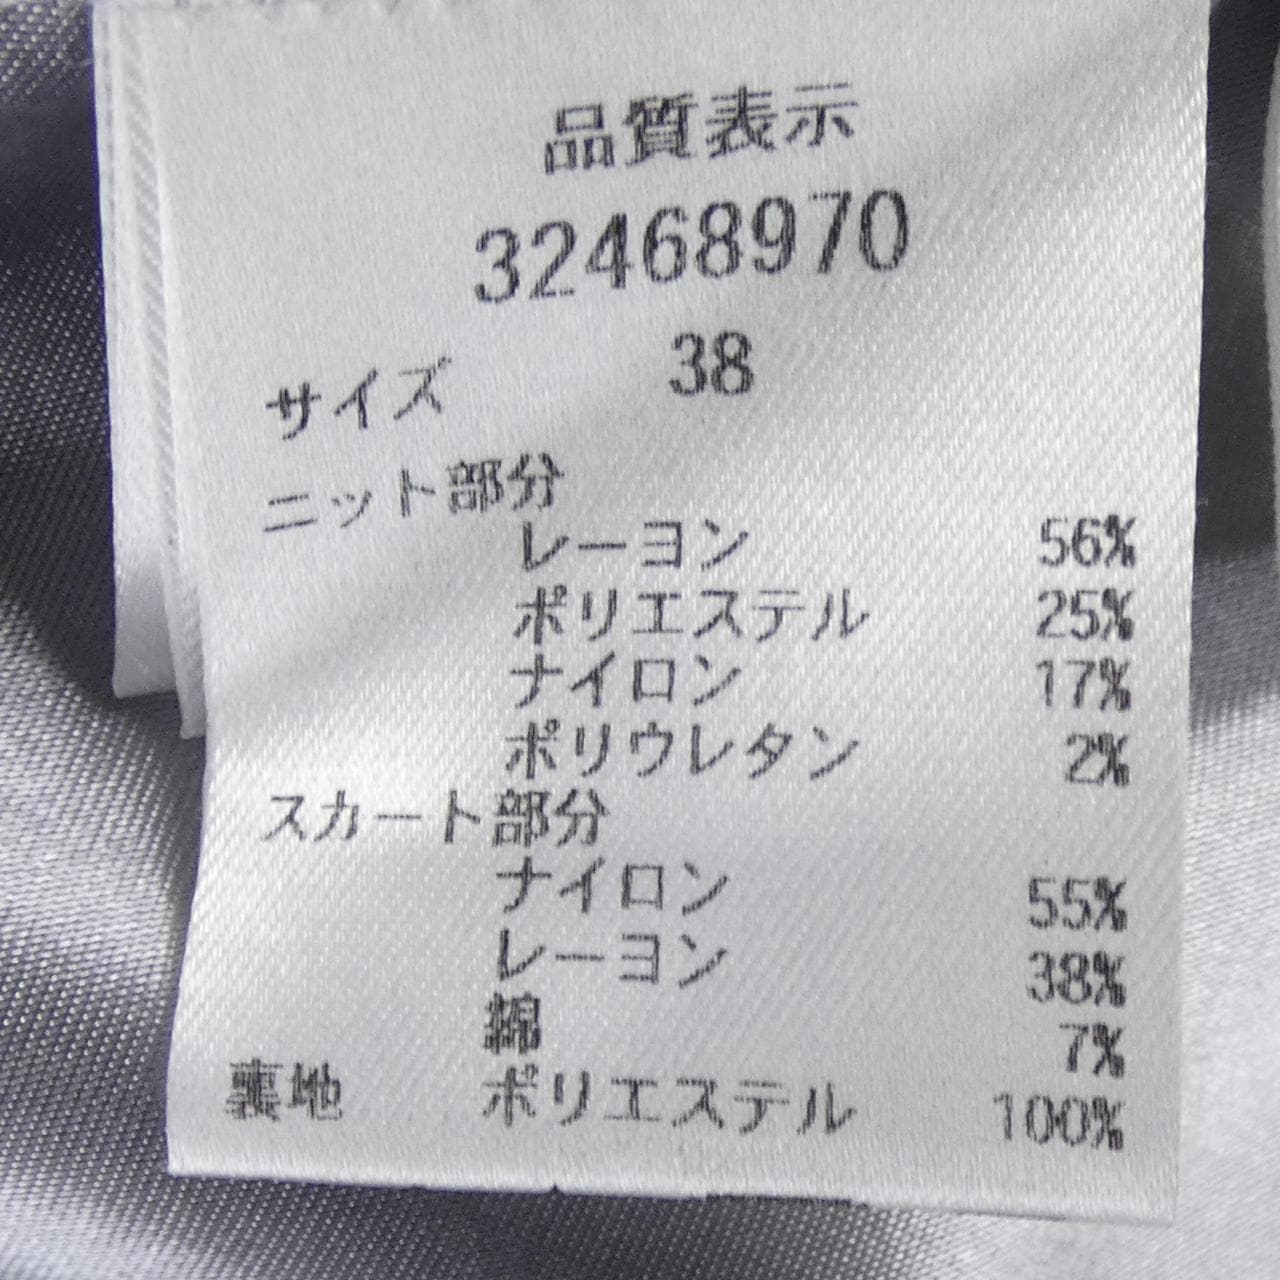 品質表示
32468970
サイズ 38
ニット部分
レーヨン 56%
ポリエステル 25%
ナイロン 17%
ポリウレタン 2%
スカート部分
ナイロン 55%
レーヨン 38%
綿 7%
裏地 ポリエステル 100%